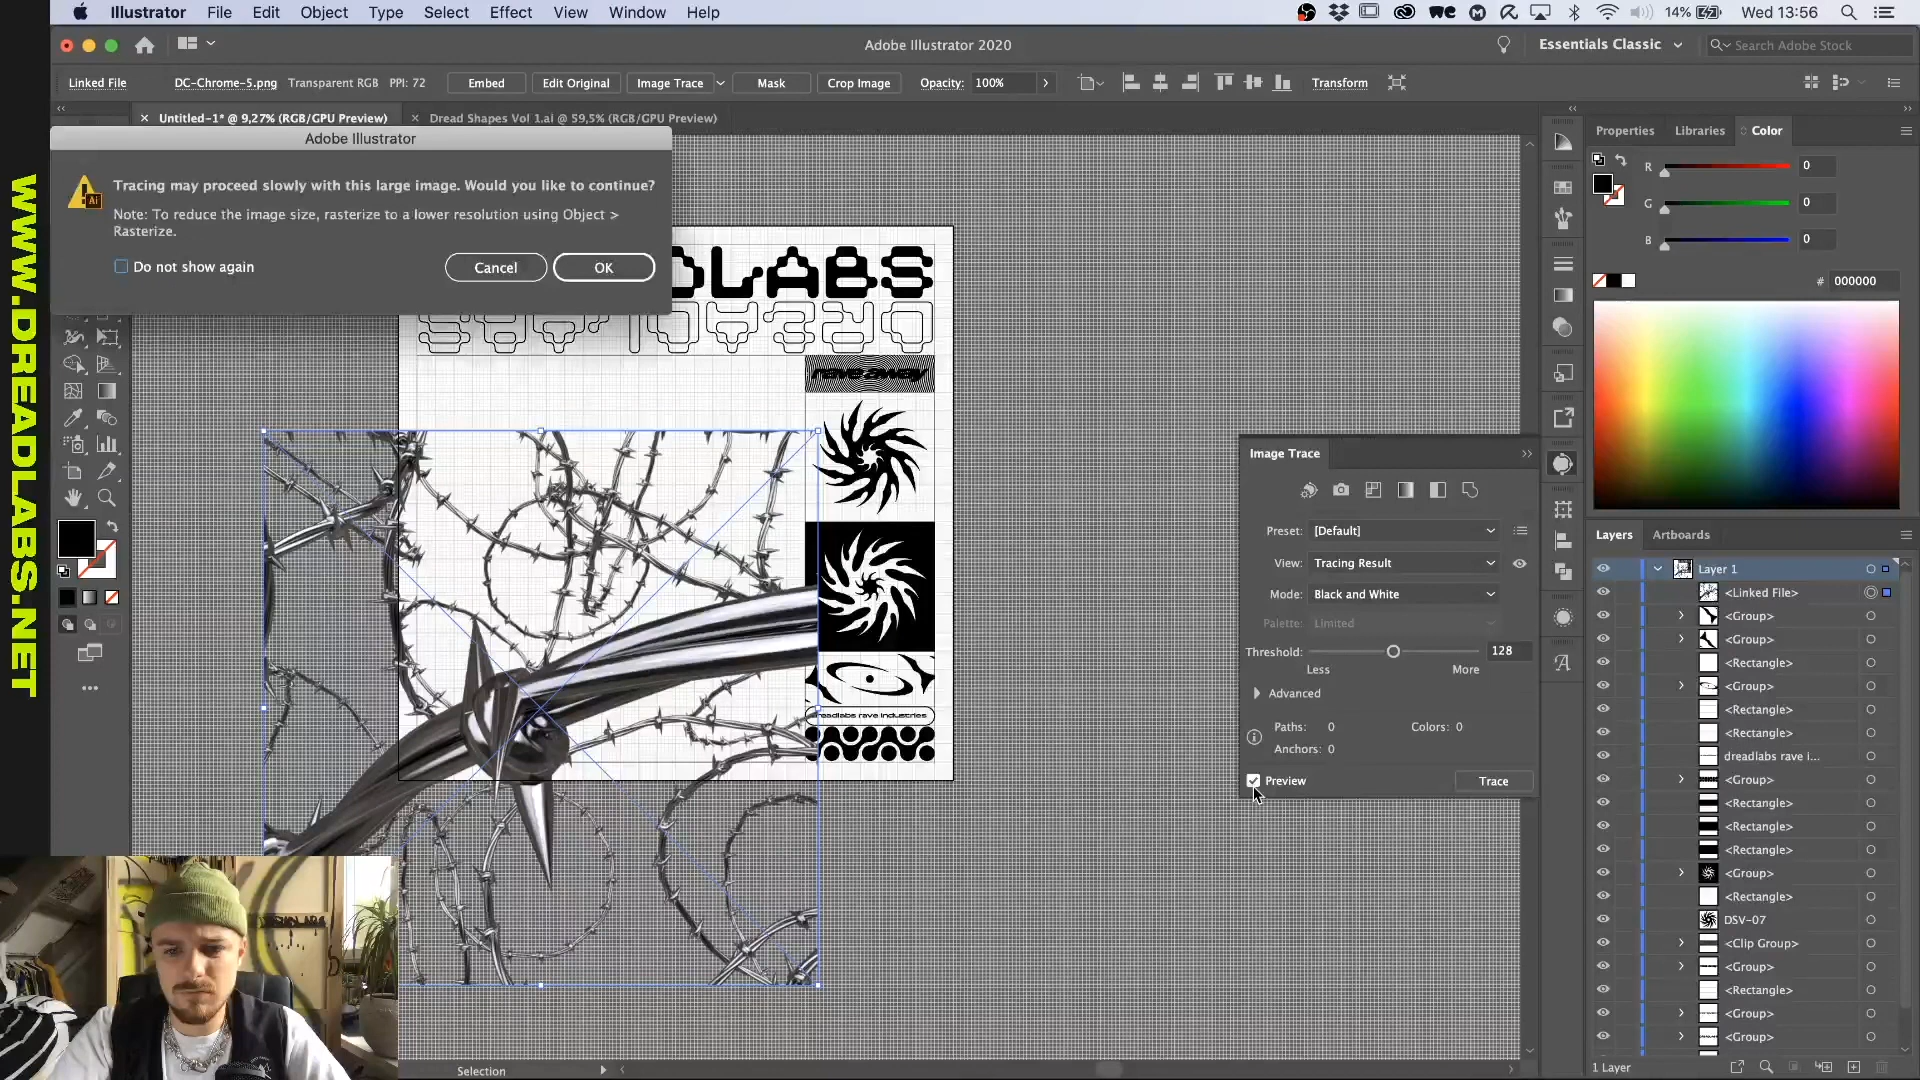 Illustrator File Edit Object Type Select Effect View Window Help
14% Wed 13:56
Adobe Illustrator 2020
Essentials Classic
Search Adobe Stock
Linked File DC-Chrome-5.png Transparent RGB PPI: 72 Embed Edit Original Image Trace Mask Crop Image Opacity: 100% Transform
Untitled-1* @ 9,27% (RGB/GPU Preview)
Dread Shapes Vol 1.ai @ 59,5% (RGB/GPU Preview)
Adobe Illustrator
Tracing may proceed slowly with this large image. Would you like to continue?
Note: To reduce the image size, rasterize to a lower resolution using Object >
Rasterize.
Do not show again
Cancel
OK
WWW.DREADLABS.NET
DLABS
rave away
dreadlabs rave industries
Image Trace
Preset: [Default]
View: Tracing Result
Mode: Black and White
Palette: Limited
Threshold: 128
Less More
Advanced
Paths: 0 Colors: 0
Anchors: 0
Preview
Trace
Properties Libraries Color
R 0
G 0
B 0
# 000000
Layers Artboards
Layer 1
<Linked File>
<Group>
<Group>
<Rectangle>
<Group>
<Rectangle>
<Rectangle>
dreadlabs rave i...
<Group>
<Rectangle>
<Rectangle>
<Rectangle>
<Group>
<Rectangle>
DSV-07
<Clip Group>
<Group>
<Rectangle>
<Group>
<Group>
1 Layer
Selection